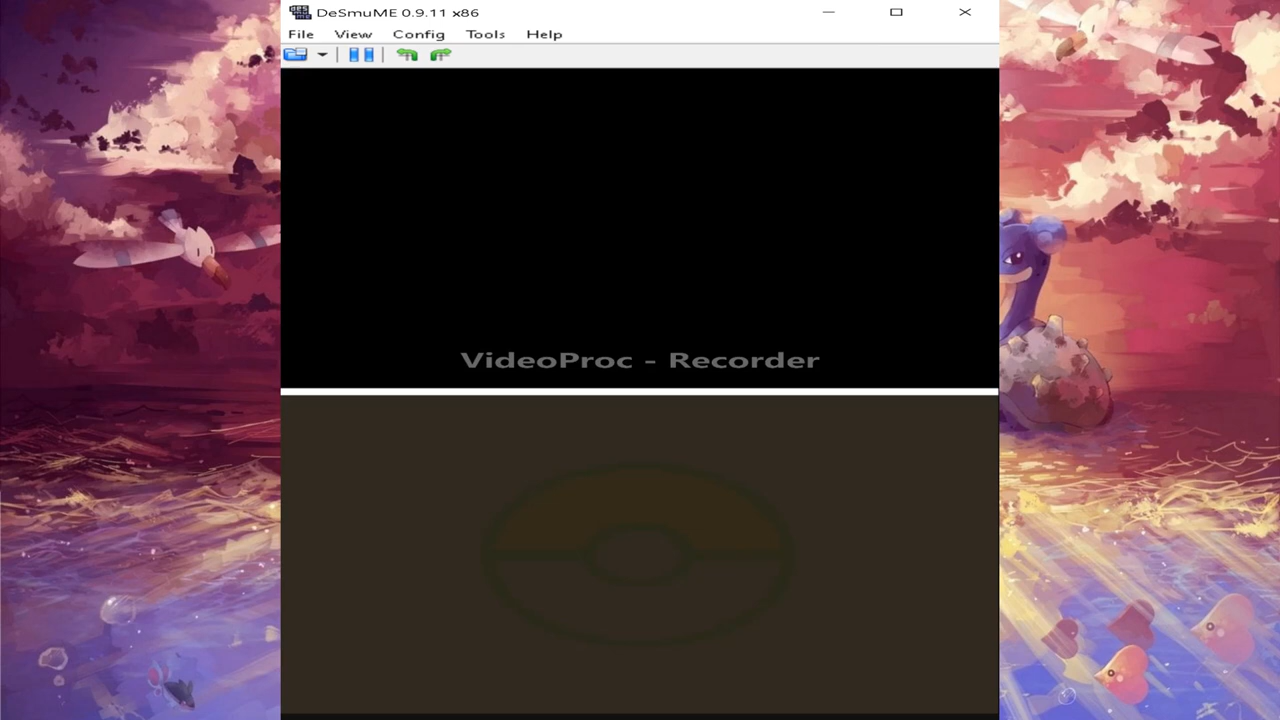 DeSmuME 0.9.11 x86
File View Config Tools Help
VideoProc - Recorder